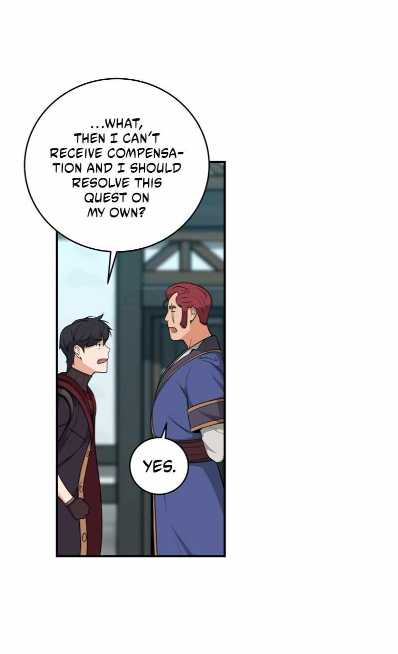 ...WHAT,
THEN I CAN'T
RECEIVE COMPENSA-
TION AND I SHOULD
RESOLVE THIS
QUEST ON
MY OWN?
YES.